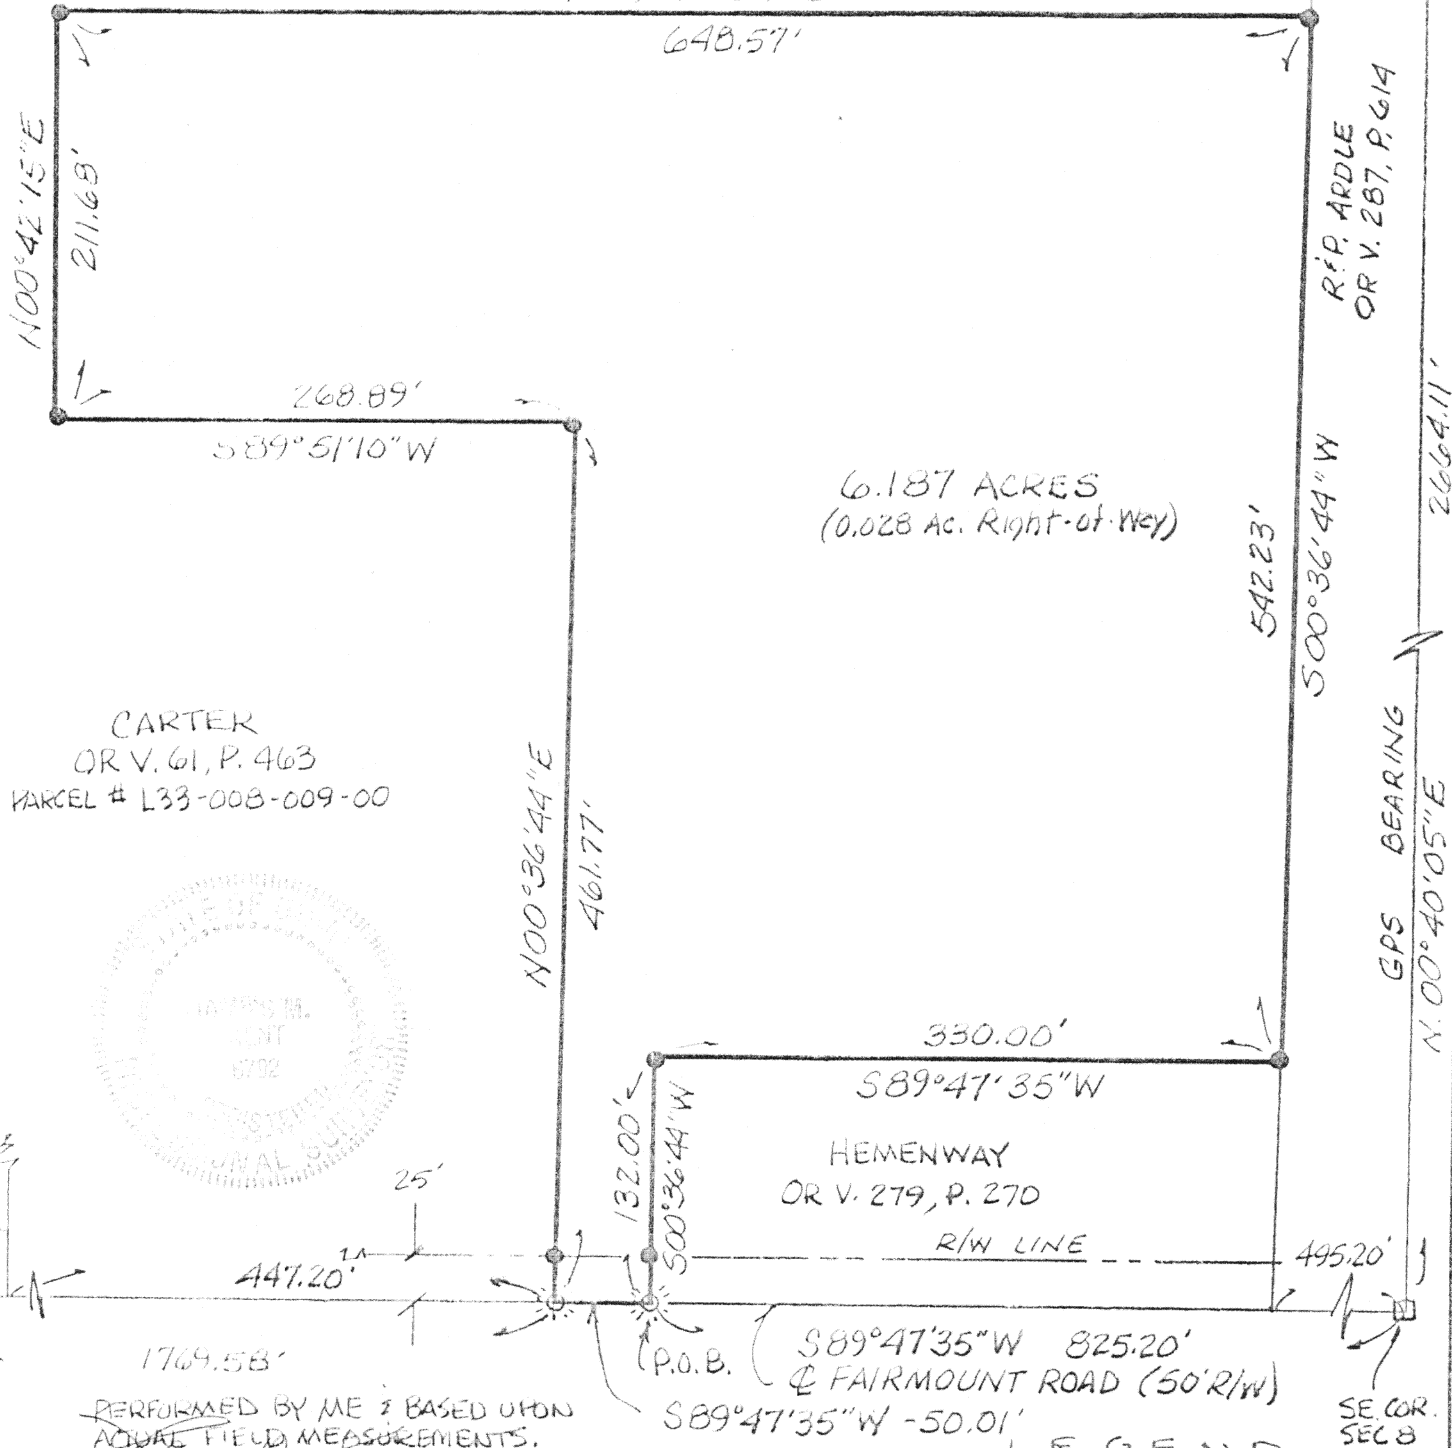 648.57'
N00°42'15"E
211.68'
R.&P. ARDLE
OR V. 287, P. 614
2664.11'
268.89'
S89°51'10"W
6.187 ACRES
(0.028 Ac. Right-of-Way)
542.23'
S00°36'44"W
CARTER
OR V. 61, P. 463
PARCEL # L33-008-009-00
N00°36'44"E
461.77'
GPS BEARING
N.00°40'05"E
330.00'
S89°47'35"W
132.00'
S00°36'44"W
HEMENWAY
OR V. 279, P. 270
25'
R/W LINE
447.20'
495.20'
1769.58'
P.O.B.
S89°47'35"W 825.20'
℄ FAIRMOUNT ROAD (50'R/W)
S89°47'35"W - 50.01'
SE. COR.
SEC 8
PERFORMED BY ME & BASED UPON
AQUAL FIELD MEASUREMENTS.
LEGEND